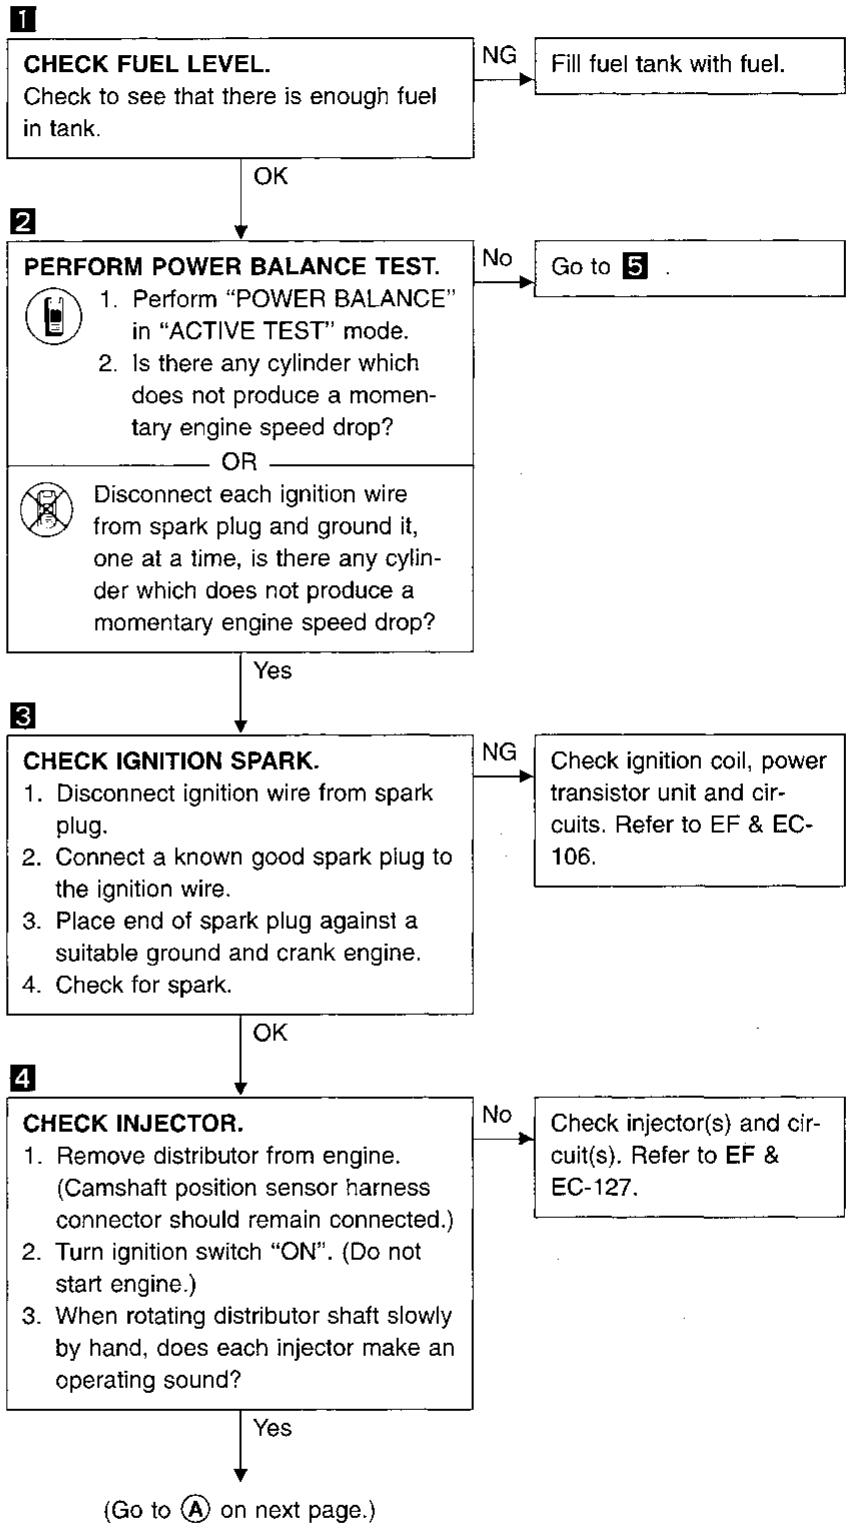 1
CHECK FUEL LEVEL.
Check to see that there is enough fuel
in tank.
NG
Fill fuel tank with fuel.
OK
2
PERFORM POWER BALANCE TEST.
1. Perform “POWER BALANCE”
in “ACTIVE TEST” mode.
2. Is there any cylinder which
does not produce a momen-
tary engine speed drop?
OR
Disconnect each ignition wire
from spark plug and ground it,
one at a time, is there any cylin-
der which does not produce a
momentary engine speed drop?
No
Go to 5 .
Yes
3
CHECK IGNITION SPARK.
1. Disconnect ignition wire from spark
plug.
2. Connect a known good spark plug to
the ignition wire.
3. Place end of spark plug against a
suitable ground and crank engine.
4. Check for spark.
NG
Check ignition coil, power
transistor unit and cir-
cuits. Refer to EF & EC-
106.
OK
4
CHECK INJECTOR.
1. Remove distributor from engine.
(Camshaft position sensor harness
connector should remain connected.)
2. Turn ignition switch “ON”. (Do not
start engine.)
3. When rotating distributor shaft slowly
by hand, does each injector make an
operating sound?
No
Check injector(s) and cir-
cuit(s). Refer to EF &
EC-127.
Yes
(Go to A on next page.)